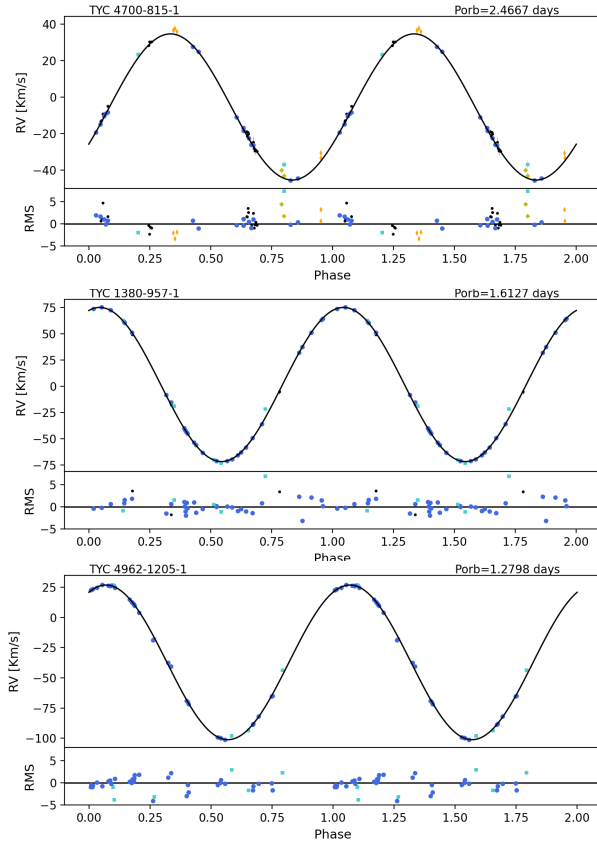 TYC 4700-815-1 Porb=2.4667 days
40
20
0
−20
−40
RV [Km/s]
5
0
−5
RMS
0.00 0.25 0.50 0.75 1.00 1.25 1.50 1.75 2.00
Phase
TYC 1380-957-1 Porb=1.6127 days
75
50
25
0
−25
−50
−75
RV [Km/s]
5
0
−5
RMS
0.00 0.25 0.50 0.75 1.00 1.25 1.50 1.75 2.00
Phase
TYC 4962-1205-1 Porb=1.2798 days
25
0
−25
−50
−75
−100
RV [Km/s]
5
0
−5
RMS
0.00 0.25 0.50 0.75 1.00 1.25 1.50 1.75 2.00
Phase